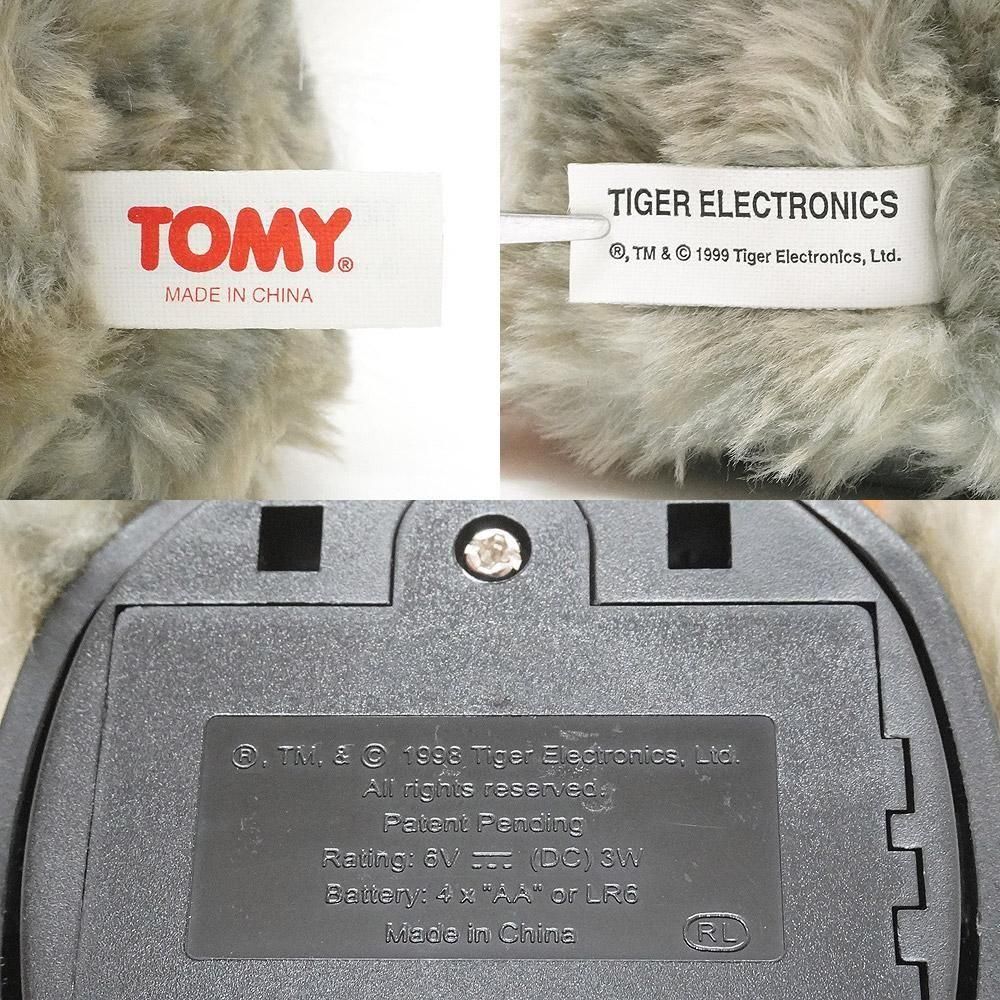 TOMY®
MADE IN CHINA
TIGER ELECTRONICS
®, TM & © 1999 Tiger Electronics, Ltd.
®, TM, & © 1998 Tiger Electronics, Ltd.
All rights reserved.
Patent Pending
Rating: 6V ⎓ (DC) 3W
Battery: 4 x "AA" or LR6
Made in China
RL